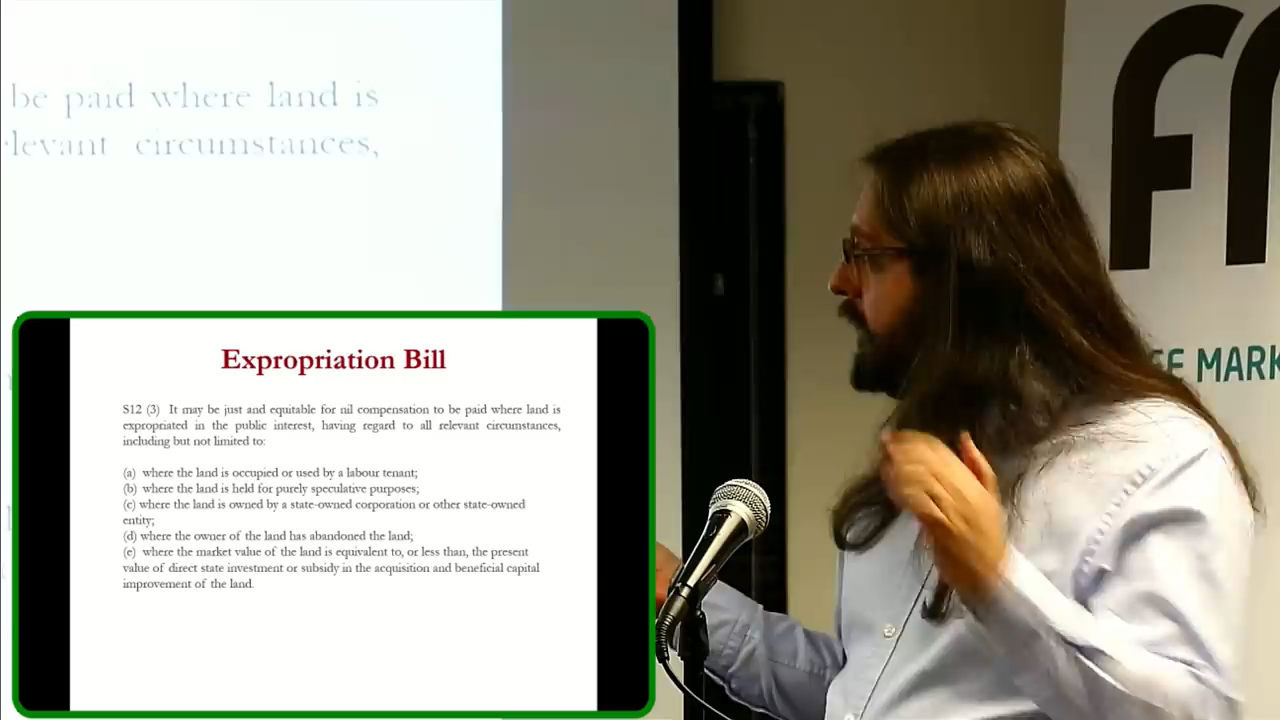 be paid where land is
circumstances,
Expropriation Bill
S12 (3) It may be just and equitable for nil compensation to be paid where land is
expropriated in the public interest, having regard to all relevant circumstances,
including but not limited to:
(a) where the land is occupied or used by a labour tenant;
(b) where the land is held for purely speculative purposes;
(c) where the land is owned by a state-owned corporation or other state-owned
entity;
(d) where the owner of the land has abandoned the land;
(e) where the market value of the land is equivalent to, or less than, the present
value of direct state investment or subsidy in the acquisition and beneficial capital
improvement of the land.
MARK